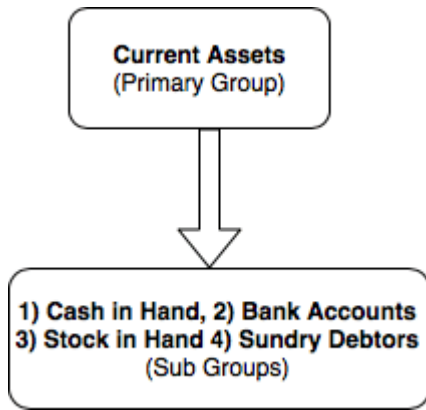 Current Assets
(Primary Group)
1) Cash in Hand, 2) Bank Accounts
3) Stock in Hand 4) Sundry Debtors
(Sub Groups)